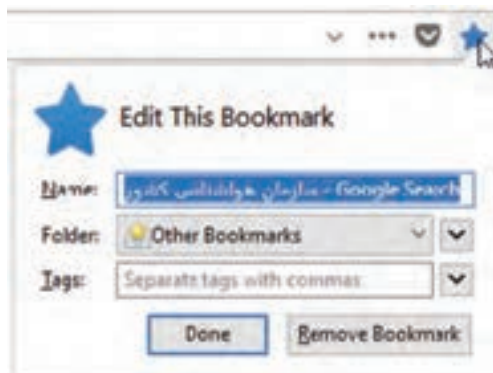 Edit This Bookmark
Name: سازمان هواشناسی کشور - Google Search
Folder: Other Bookmarks
Tags: Separate tags with commas
Done Remove Bookmark